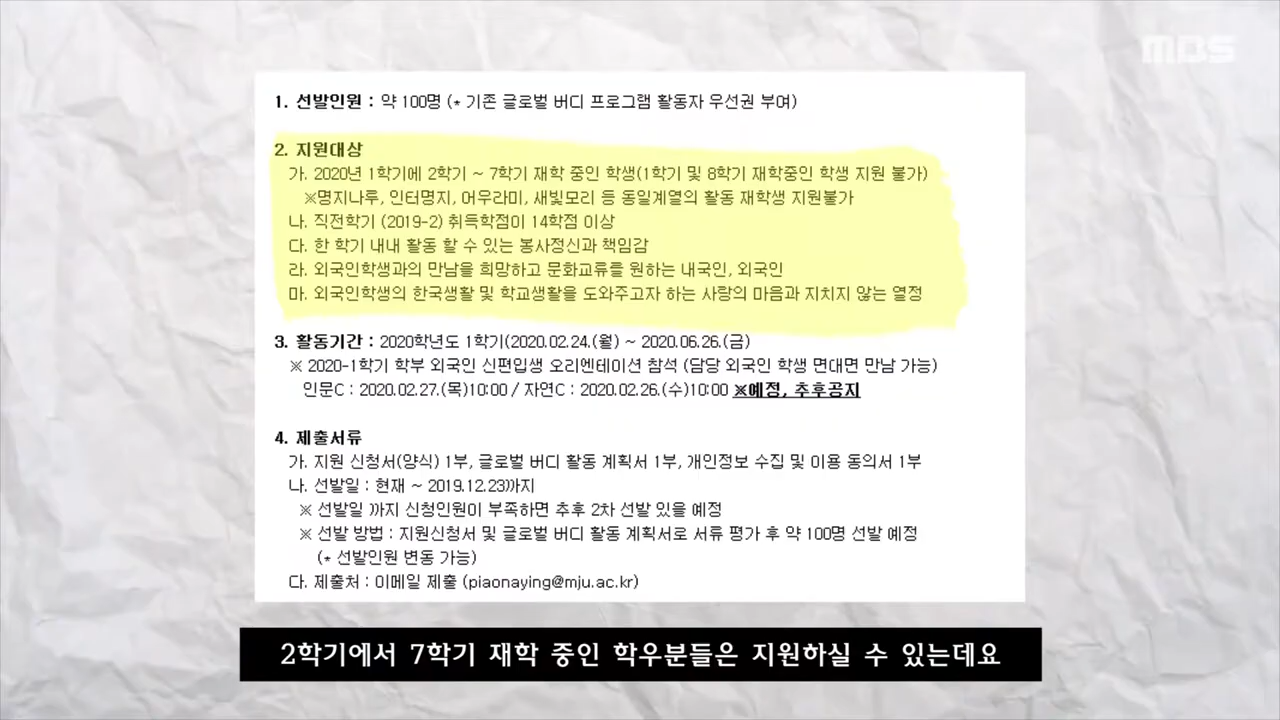 MBS
1. 선발인원 : 약 100명 (* 기존 글로벌 버디 프로그램 활동자 우선권 부여)
2. 지원대상
가. 2020년 1학기에 2학기 ~ 7학기 재학 중인 학생(1학기 및 8학기 재학중인 학생 지원 불가)
※명지나루, 인터명지, 어우라미, 새빛모리 등 동일계열의 활동 재학생 지원불가
나. 직전학기 (2019-2) 취득학점이 14학점 이상
다. 한 학기 내내 활동 할 수 있는 봉사정신과 책임감
라. 외국인학생과의 만남을 희망하고 문화교류를 원하는 내국인, 외국인
마. 외국인학생의 한국생활 및 학교생활을 도와주고자 하는 사랑의 마음과 지치지 않는 열정
3. 활동기간 : 2020학년도 1학기(2020.02.24.(월) ~ 2020.06.26.(금)
※ 2020-1학기 학부 외국인 신편입생 오리엔테이션 참석 (담당 외국인 학생 면대면 만남 가능)
인문C : 2020.02.27.(목)10:00 / 자연C : 2020.02.26.(수)10:00 ※예정, 추후공지
4. 제출서류
가. 지원 신청서(양식) 1부, 글로벌 버디 활동 계획서 1부, 개인정보 수집 및 이용 동의서 1부
나. 선발일 : 현재 ~ 2019.12.23까지
※ 선발일 까지 신청인원이 부족하면 추후 2차 선발 있을 예정
※ 선발 방법 : 지원신청서 및 글로벌 버디 활동 계획서로 서류 평가 후 약 100명 선발 예정
(* 선발인원 변동 가능)
다. 제출처 : 이메일 제출 (piaonaying@mju.ac.kr)
2학기에서 7학기 재학 중인 학우분들은 지원하실 수 있는데요